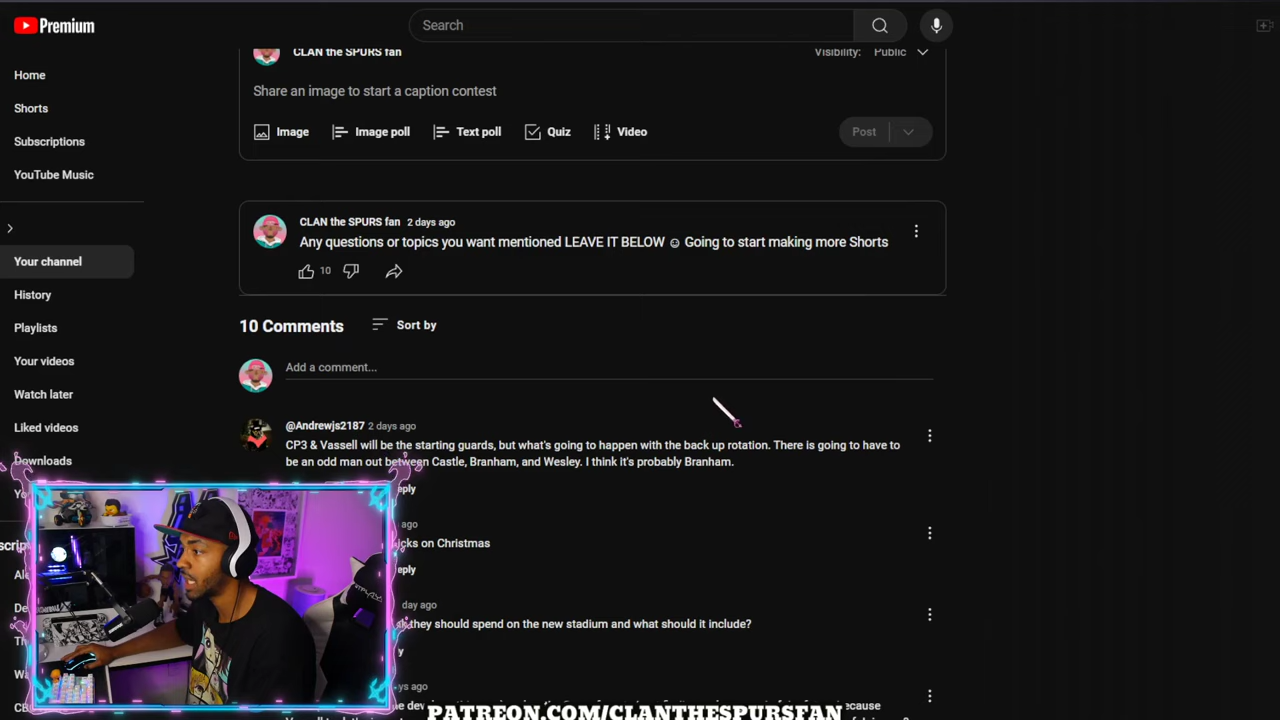 Premium
Search
Home
Shorts
Subscriptions
YouTube Music
Your channel
History
Playlists
Your videos
Watch later
Liked videos
Downloads
CLAN the SPURS fan
Visibility: Public
Share an image to start a caption contest
Image
Image poll
Text poll
Quiz
Video
Post
CLAN the SPURS fan 2 days ago
Any questions or topics you want mentioned LEAVE IT BELOW ☺ Going to start making more Shorts
10
10 Comments
Sort by
Add a comment...
@Andrewjs2187 2 days ago
CP3 & Vassell will be the starting guards, but what's going to happen with the back up rotation. There is going to have to
be an odd man out between Castle, Branham, and Wesley. I think it's probably Branham.
ago
on Christmas
day ago
they should spend on the new stadium and what should it include?
ago
PATREON.COM/CLANTHESPURSFAN